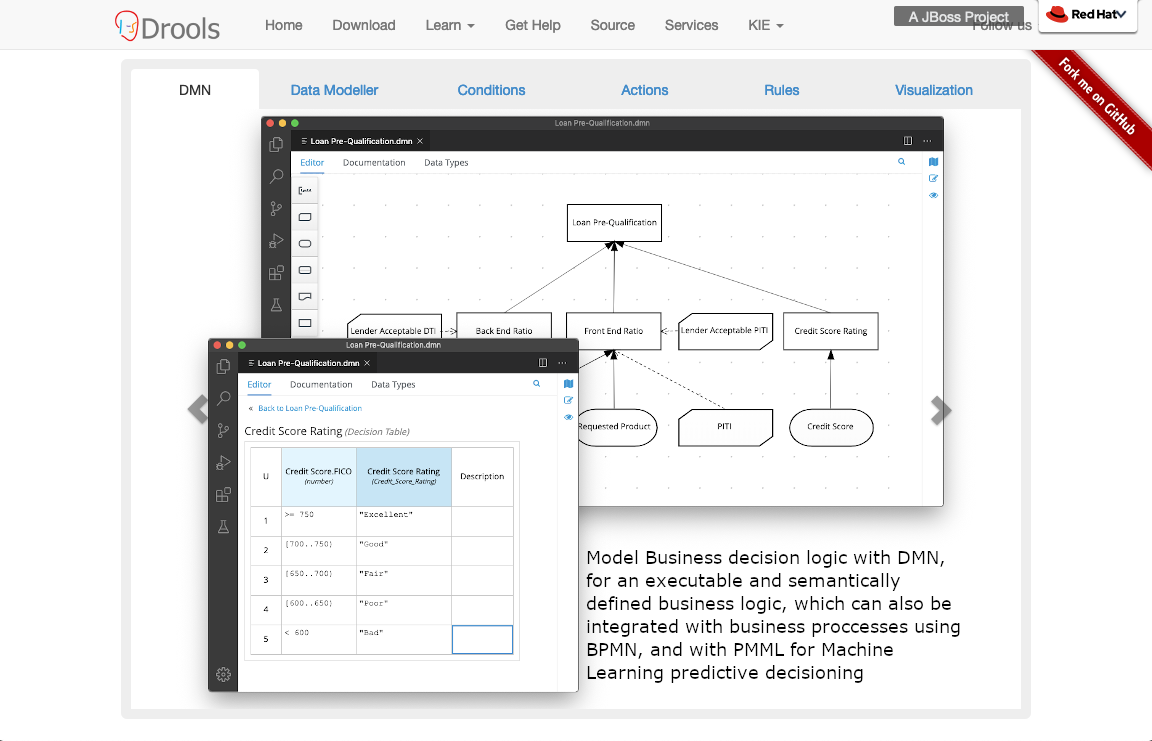 Drools
Home
Download
Learn
Get Help
Source
Services
KIE
A JBoss Project
Follow us
Red Hat
Fork me on GitHub
DMN
Data Modeller
Conditions
Actions
Rules
Visualization
Loan Pre-Qualification.dmn
Loan Pre-Qualification.dmn
Editor
Documentation
Data Types
Loan Pre-Qualification
Lender Acceptable DTI
Back End Ratio
Front End Ratio
Lender Acceptable PITI
Credit Score Rating
Requested Product
PITI
Credit Score
Loan Pre-Qualification.dmn
Loan Pre-Qualification.dmn
Editor
Documentation
Data Types
« Back to Loan Pre-Qualification
Credit Score Rating (Decision Table)
U
Credit Score.FICO
(number)
Credit Score Rating
(Credit_Score_Rating)
Description
1 >= 750 "Excellent"
2 [700..750) "Good"
3 [650..700) "Fair"
4 [600..650) "Poor"
5 < 600 "Bad"
Model Business decision logic with DMN,
for an executable and semantically
defined business logic, which can also be
integrated with business proccesses using
BPMN, and with PMML for Machine
Learning predictive decisioning